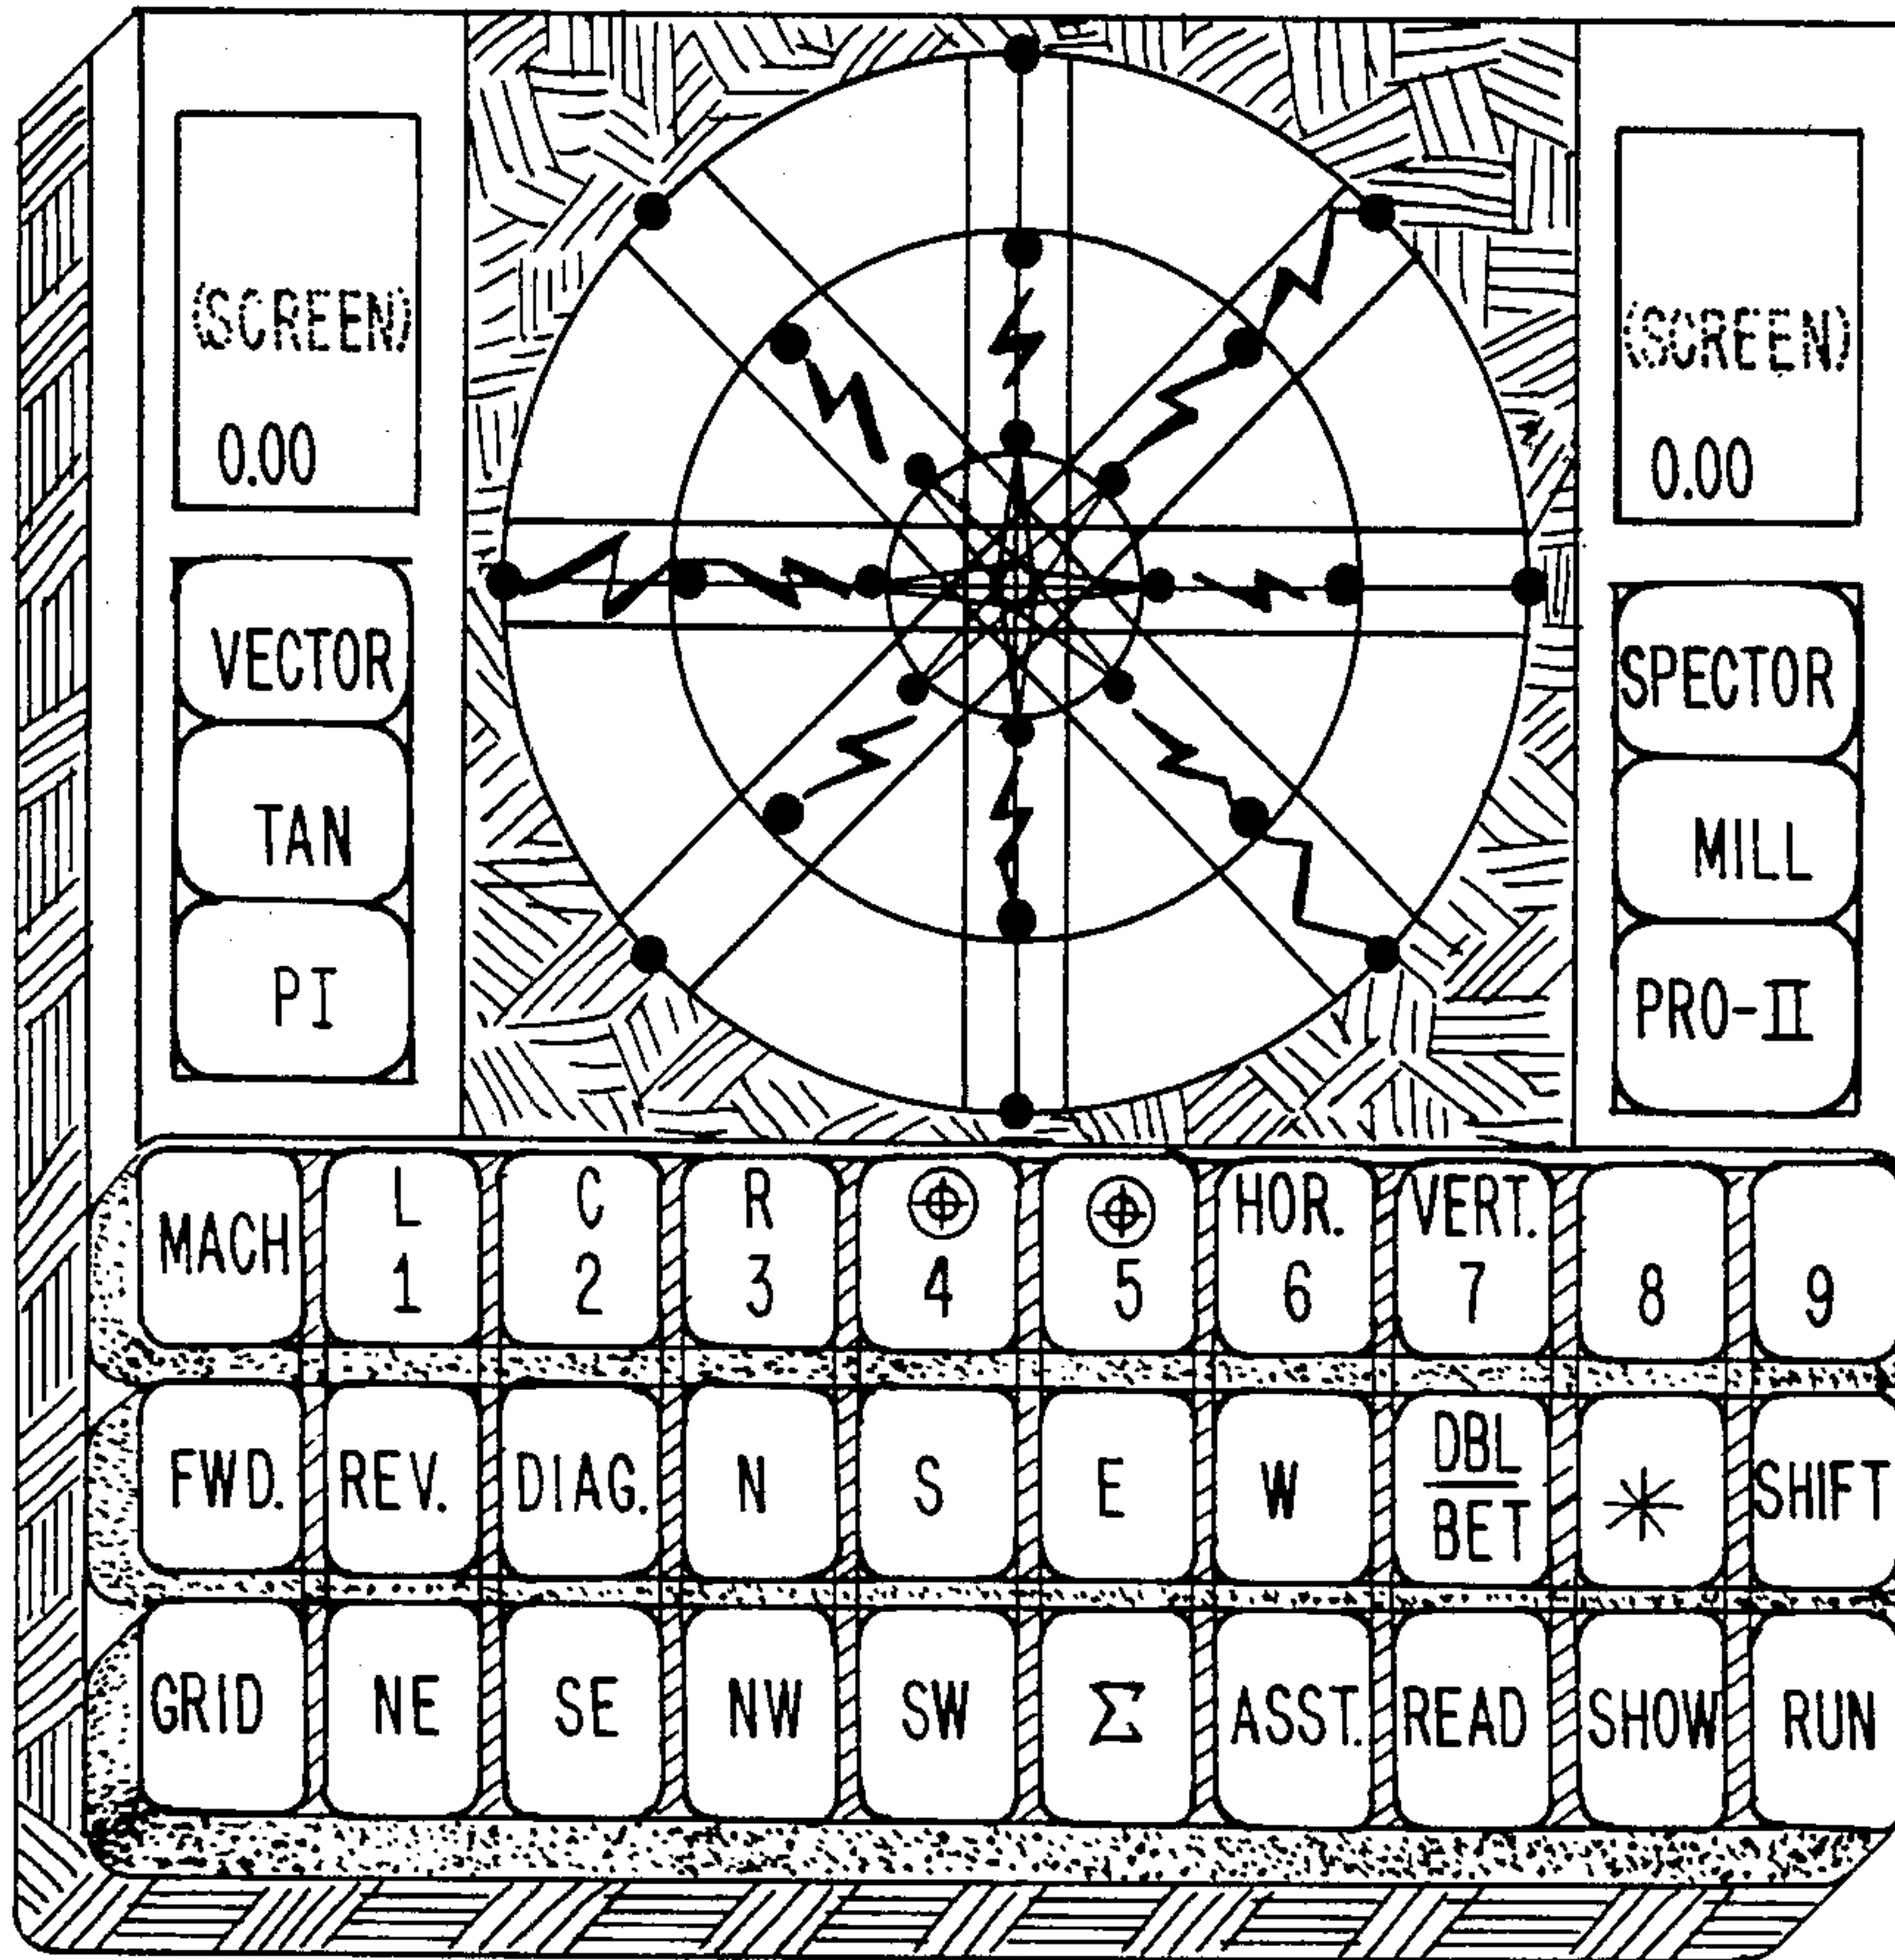 (SCREEN)
0.00
VECTOR
TAN
PI
(SCREEN)
0.00
SPECTOR
MILL
PRO-II
MACH L 1 C 2 R 3 4 5 HOR. 6 VERT. 7 8 9
FWD. REV. DIAG. N S E W DBL BET * SHIFT
GRID NE SE NW SW Σ ASST. READ SHOW RUN